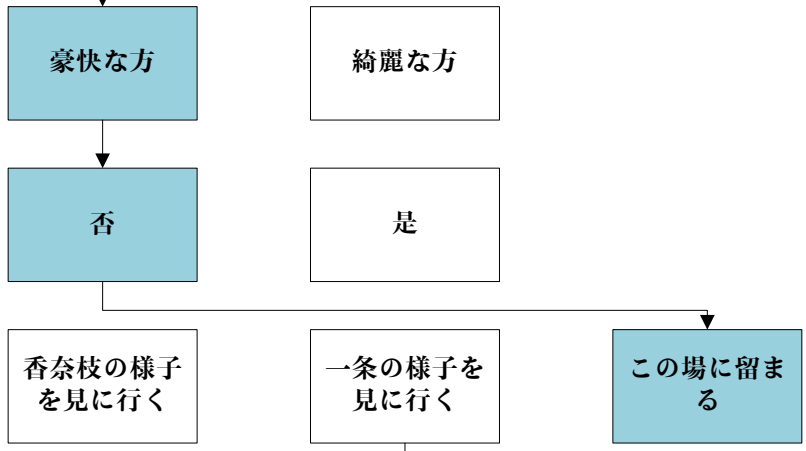 豪快な方
綺麗な方
否
是
香奈枝の様子
を見に行く
一条の様子を
見に行く
この場に留ま
る